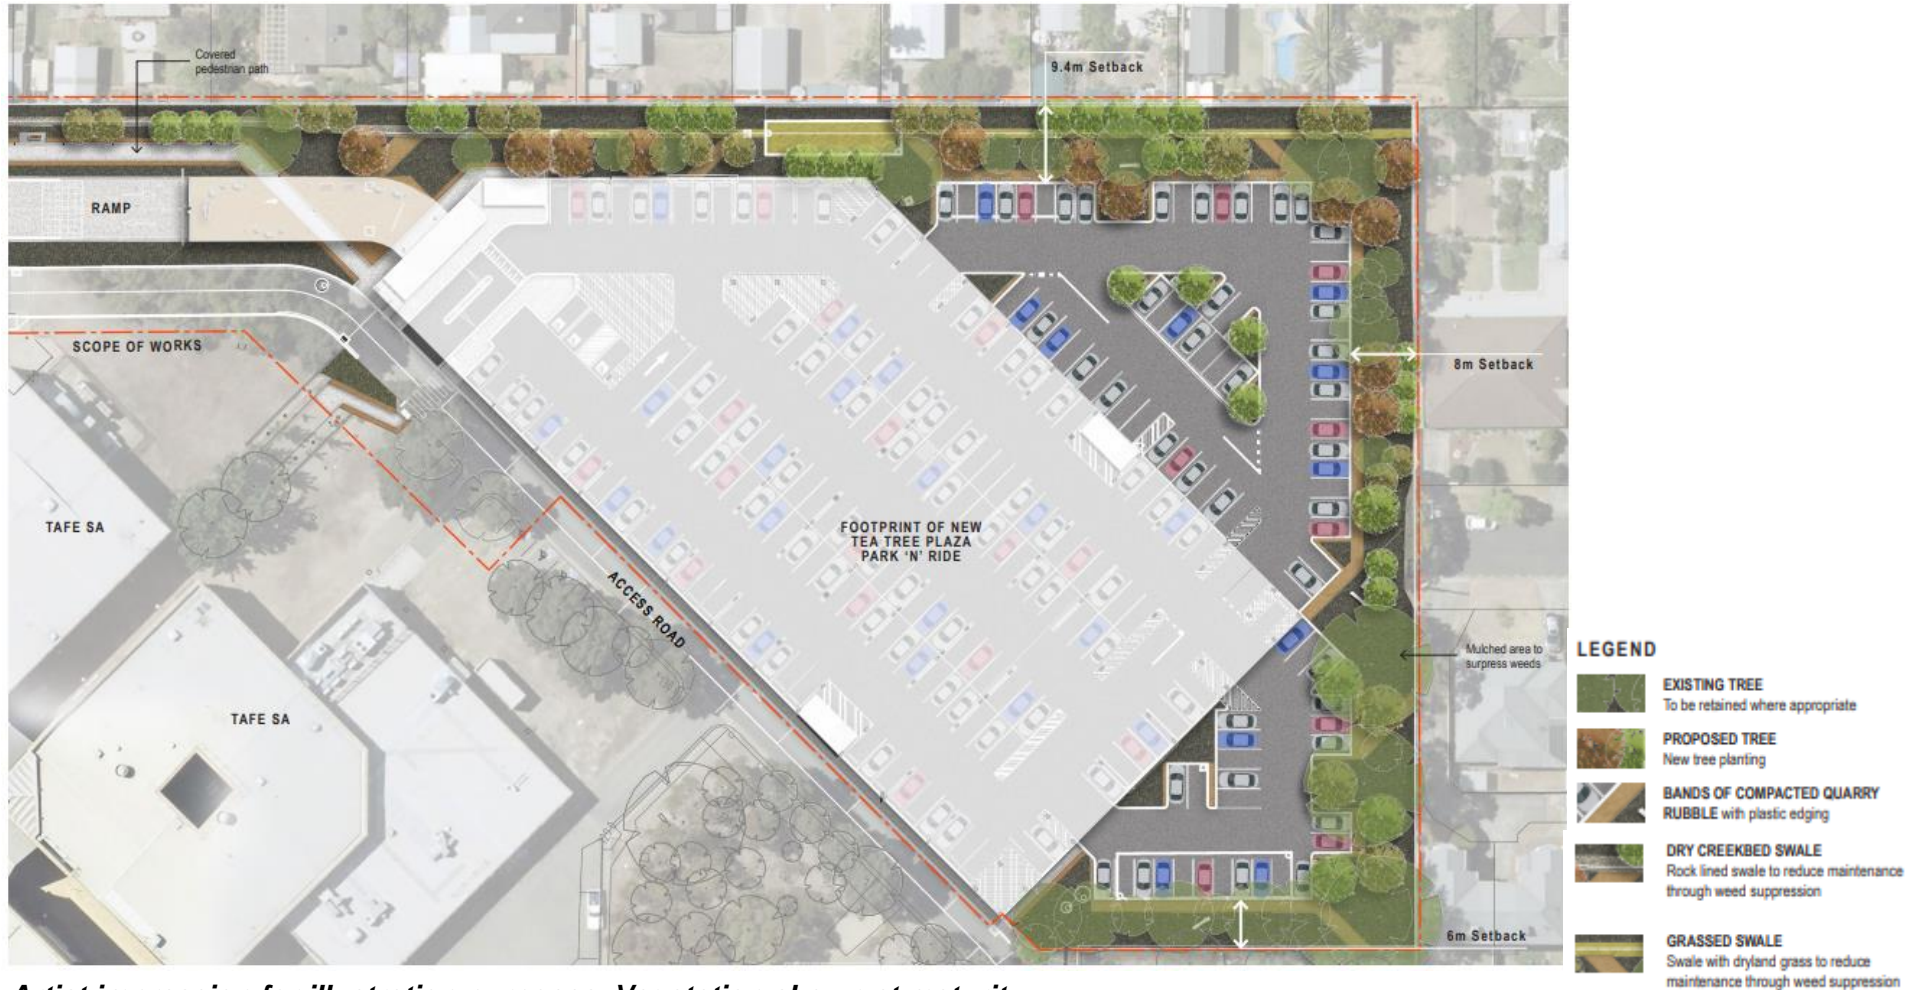 Covered
pedestrian path
9.4m Setback
RAMP
SCOPE OF WORKS
8m Setback
TAFE SA
FOOTPRINT OF NEW
TEA TREE PLAZA
PARK 'N' RIDE
ACCESS ROAD
Mulched area to
surpress weeds
TAFE SA
6m Setback
LEGEND
EXISTING TREE
To be retained where appropriate
PROPOSED TREE
New tree planting
BANDS OF COMPACTED QUARRY
RUBBLE with plastic edging
DRY CREEKBED SWALE
Rock lined swale to reduce maintenance
through weed suppression
GRASSED SWALE
Swale with dryland grass to reduce
maintenance through weed suppression